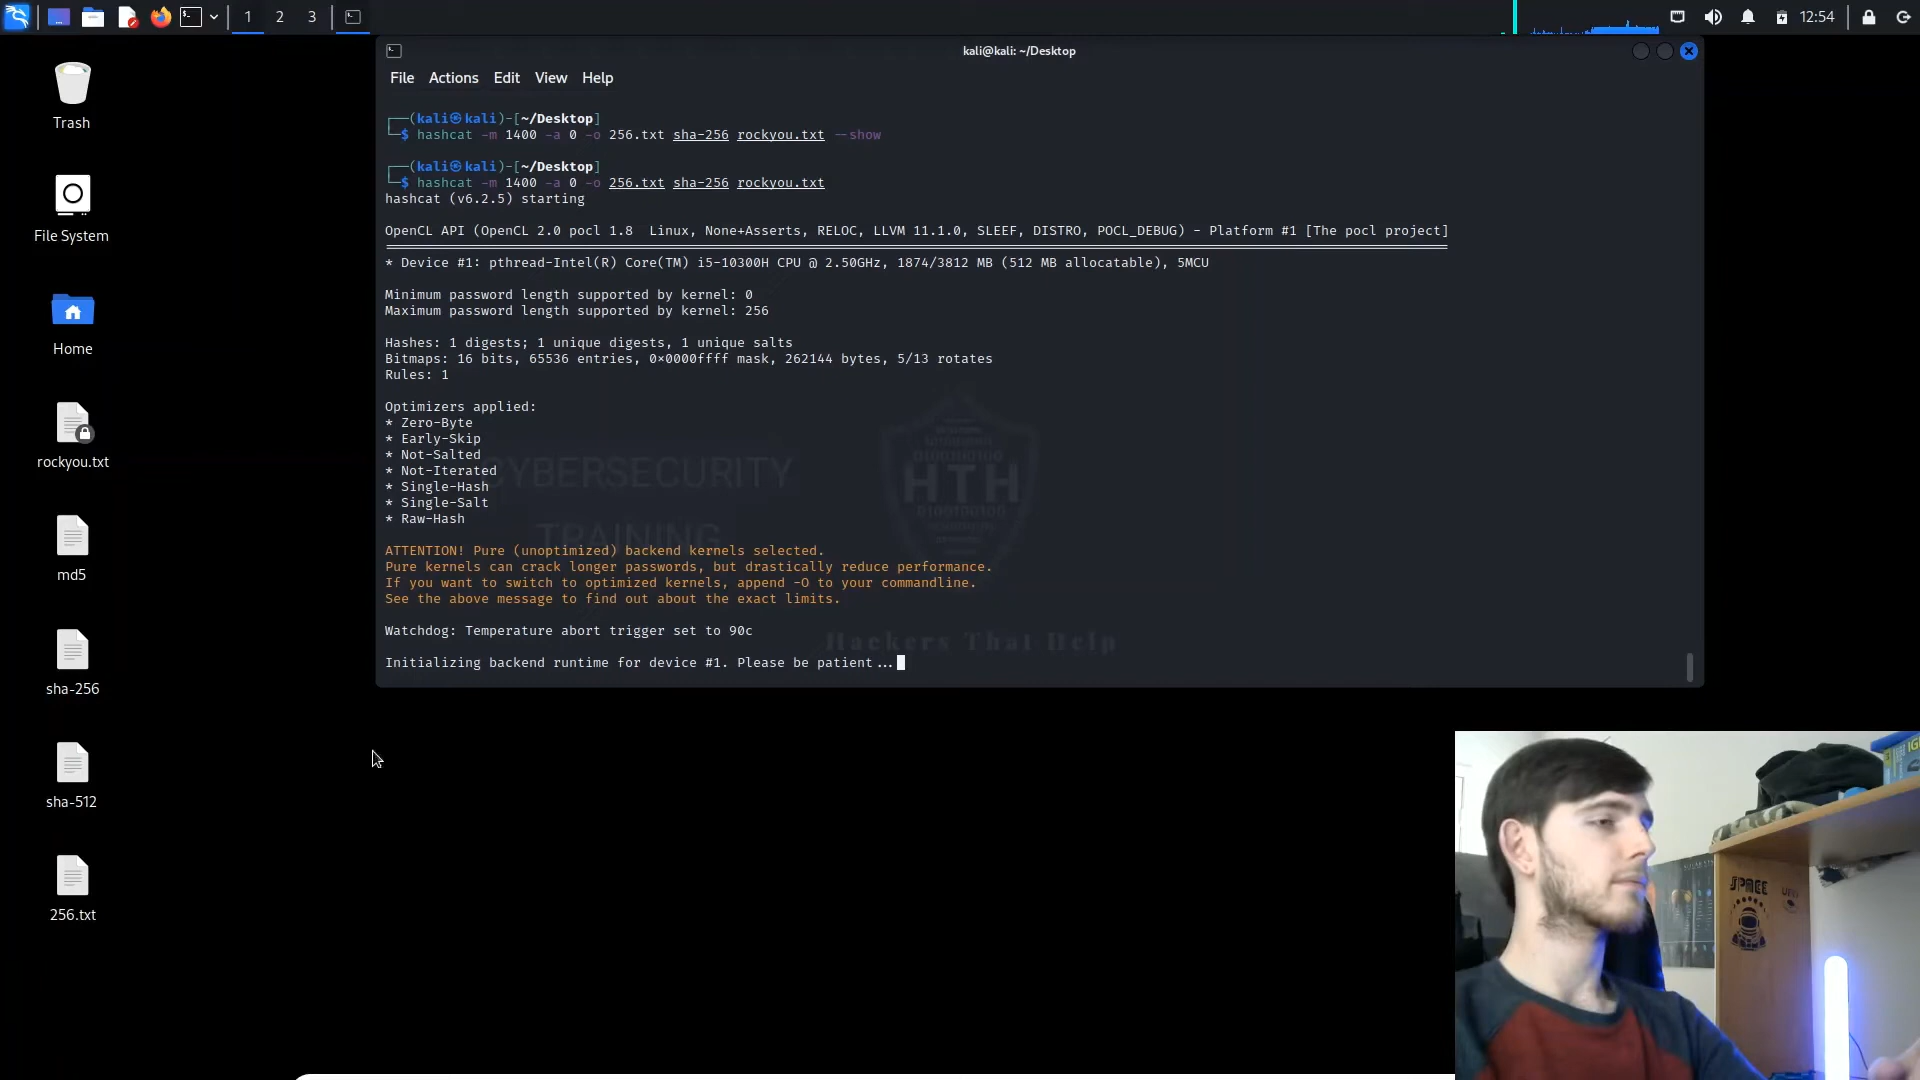 1 2 3
12:54
kali@kali: ~/Desktop
File Actions Edit View Help
┌──(kali㉿kali)-[~/Desktop]
└─$ hashcat -m 1400 -a 0 -o 256.txt sha-256 rockyou.txt --show
┌──(kali㉿kali)-[~/Desktop]
└─$ hashcat -m 1400 -a 0 -o 256.txt sha-256 rockyou.txt
hashcat (v6.2.5) starting
OpenCL API (OpenCL 2.0 pocl 1.8  Linux, None+Asserts, RELOC, LLVM 11.1.0, SLEEF, DISTRO, POCL_DEBUG) - Platform #1 [The pocl project]
* Device #1: pthread-Intel(R) Core(TM) i5-10300H CPU @ 2.50GHz, 1874/3812 MB (512 MB allocatable), 5MCU
Minimum password length supported by kernel: 0
Maximum password length supported by kernel: 256
Hashes: 1 digests; 1 unique digests, 1 unique salts
Bitmaps: 16 bits, 65536 entries, 0×0000ffff mask, 262144 bytes, 5/13 rotates
Rules: 1
Optimizers applied:
* Zero-Byte
* Early-Skip
* Not-Salted
* Not-Iterated
* Single-Hash
* Single-Salt
* Raw-Hash
ATTENTION! Pure (unoptimized) backend kernels selected.
Pure kernels can crack longer passwords, but drastically reduce performance.
If you want to switch to optimized kernels, append -O to your commandline.
See the above message to find out about the exact limits.
Watchdog: Temperature abort trigger set to 90c
Initializing backend runtime for device #1. Please be patient...
CYBERSECURITY
TRAINING
HTH
0100100100
Hackers That Help
Trash
File System
Home
rockyou.txt
md5
sha-256
sha-512
256.txt
SPACE